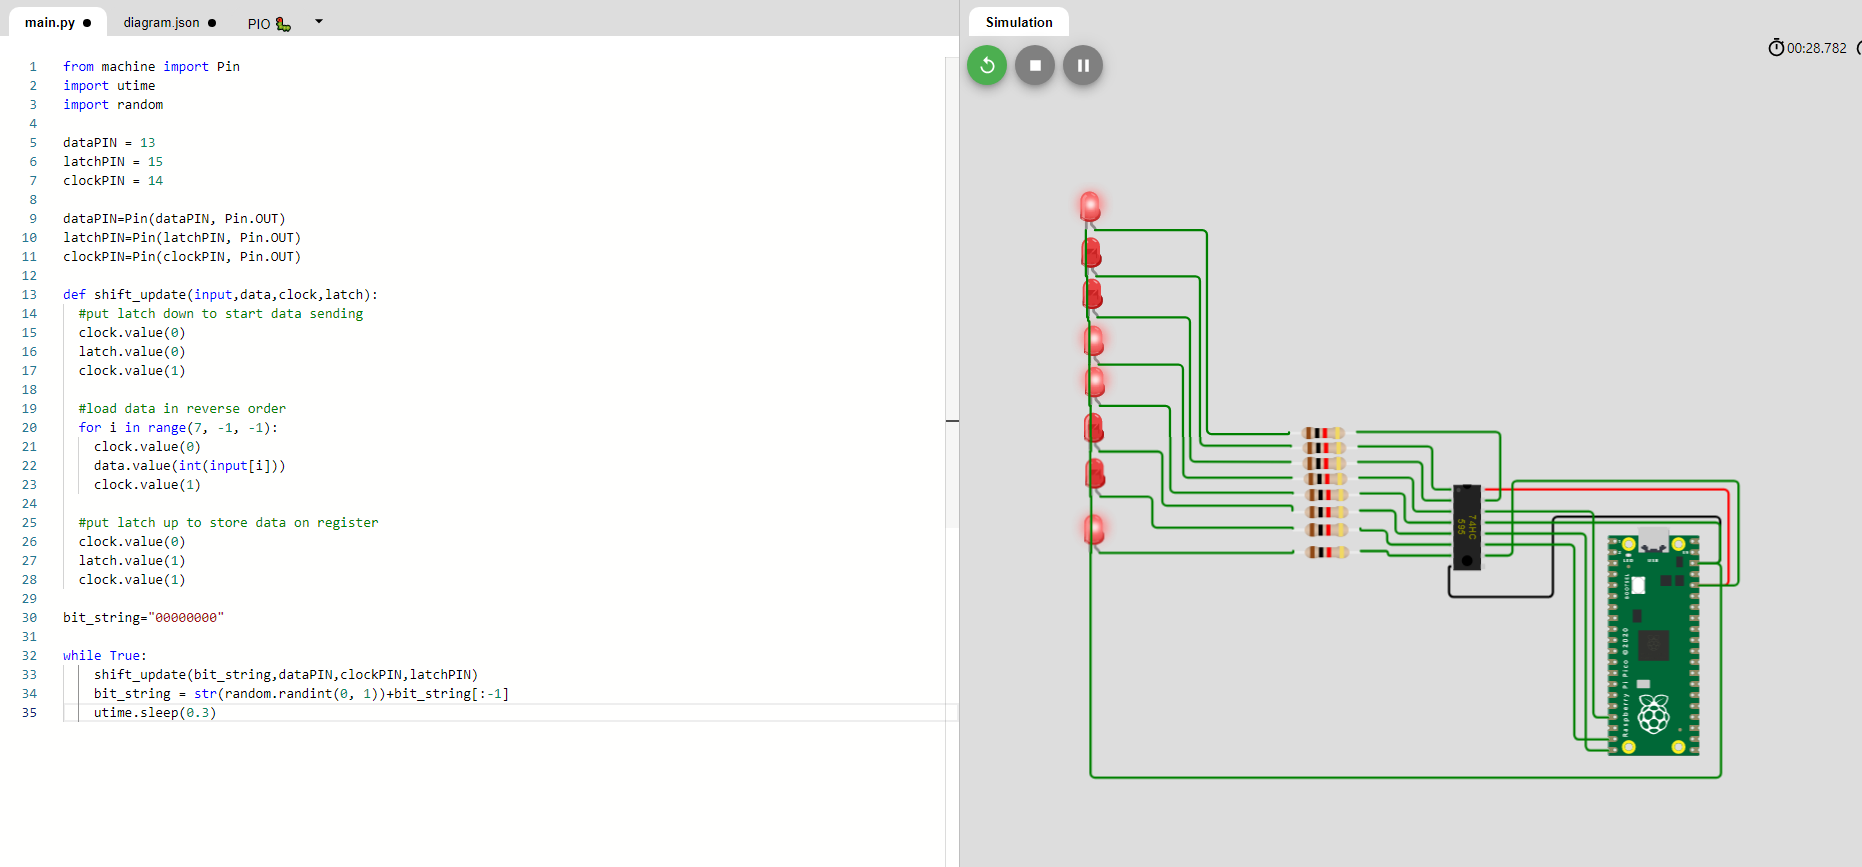 main.py ●
diagram.json ●
PIO
Simulation
00:28.782
1 from machine import Pin
2 import utime
3 import random
4
5 dataPIN = 13
6 latchPIN = 15
7 clockPIN = 14
8
9 dataPIN=Pin(dataPIN, Pin.OUT)
10 latchPIN=Pin(latchPIN, Pin.OUT)
11 clockPIN=Pin(clockPIN, Pin.OUT)
12
13 def shift_update(input,data,clock,latch):
14 #put latch down to start data sending
15 clock.value(0)
16 latch.value(0)
17 clock.value(1)
18
19 #load data in reverse order
20 for i in range(7, -1, -1):
21 clock.value(0)
22 data.value(int(input[i]))
23 clock.value(1)
24
25 #put latch up to store data on register
26 clock.value(0)
27 latch.value(1)
28 clock.value(1)
29
30 bit_string="00000000"
31
32 while True:
33 shift_update(bit_string,dataPIN,clockPIN,latchPIN)
34 bit_string = str(random.randint(0, 1))+bit_string[:-1]
35 utime.sleep(0.3)
74HC
595
LED
USB
BOOTSEL
Raspberry Pi Pico ©2020